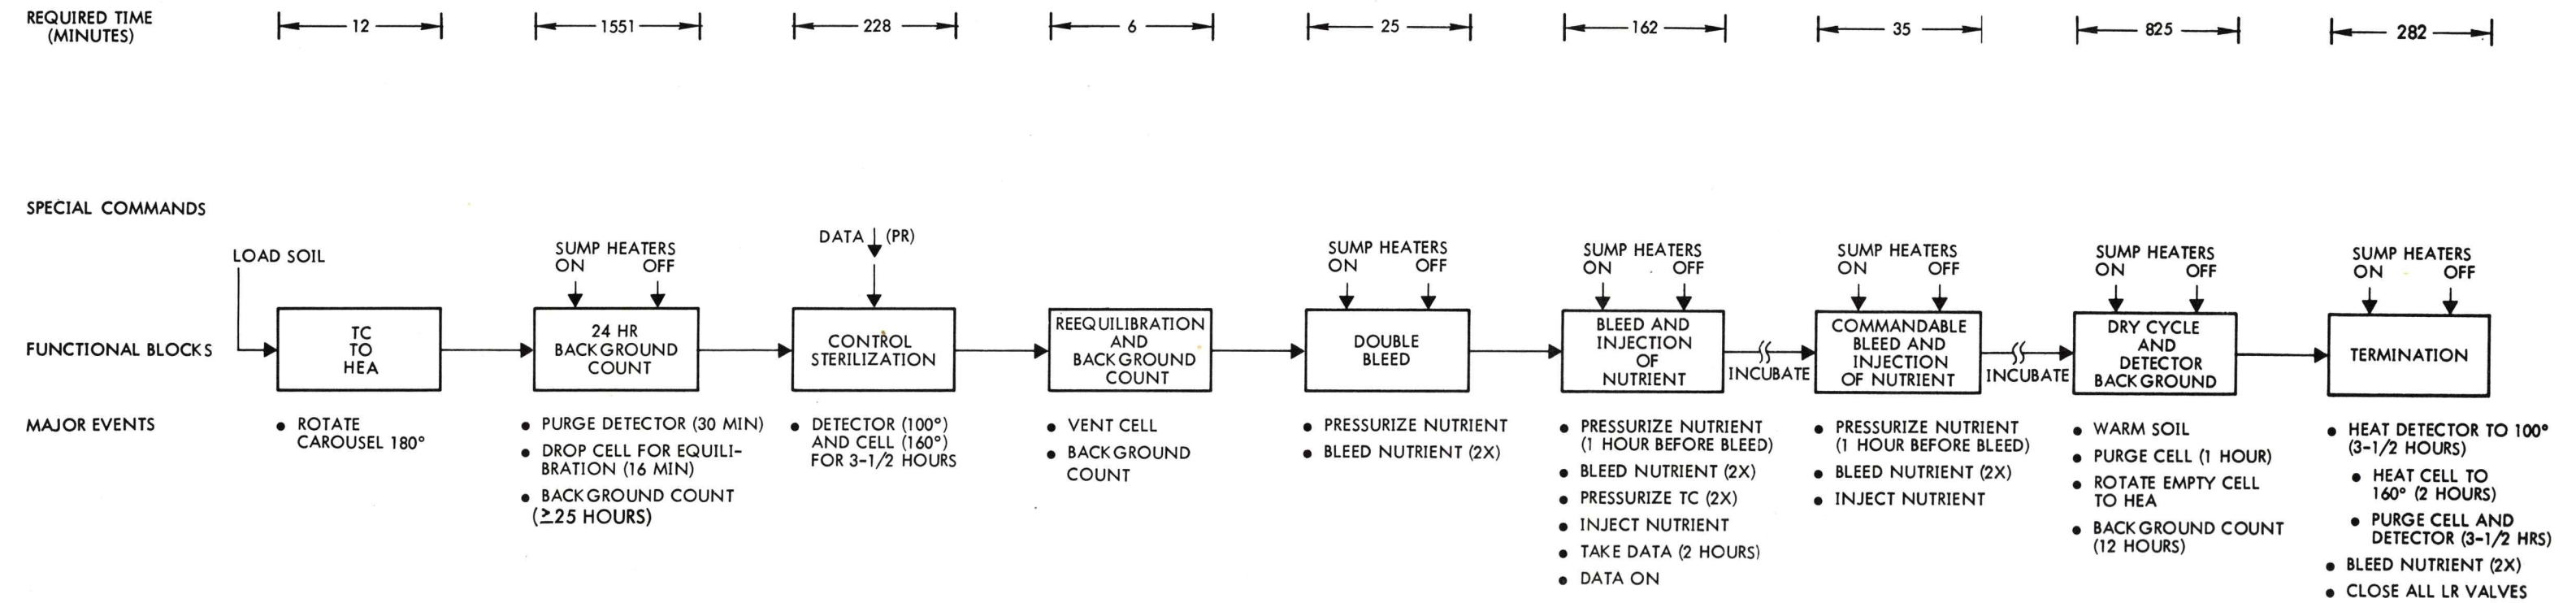 REQUIRED TIME
(MINUTES)
12
1551
228
6
25
162
35
825
282
SPECIAL COMMANDS
LOAD SOIL
SUMP HEATERS
ON OFF
DATA (PR)
SUMP HEATERS
ON OFF
SUMP HEATERS
ON OFF
SUMP HEATERS
ON OFF
SUMP HEATERS
ON OFF
SUMP HEATERS
ON OFF
FUNCTIONAL BLOCKS
TC
TO
HEA
24 HR
BACKGROUND
COUNT
CONTROL
STERILIZATION
REEQUILIBRATION
AND
BACKGROUND
COUNT
DOUBLE
BLEED
BLEED AND
INJECTION
OF
NUTRIENT
INCUBATE
COMMANDABLE
BLEED AND
INJECTION
OF NUTRIENT
INCUBATE
DRY CYCLE
AND
DETECTOR
BACKGROUND
TERMINATION
MAJOR EVENTS
• ROTATE
CAROUSEL 180°
• PURGE DETECTOR (30 MIN)
• DROP CELL FOR EQUILI-
BRATION (16 MIN)
• BACKGROUND COUNT
(≥25 HOURS)
• DETECTOR (100°)
AND CELL (160°)
FOR 3-1/2 HOURS
• VENT CELL
• BACKGROUND
COUNT
• PRESSURIZE NUTRIENT
• BLEED NUTRIENT (2X)
• PRESSURIZE NUTRIENT
(1 HOUR BEFORE BLEED)
• BLEED NUTRIENT (2X)
• PRESSURIZE TC (2X)
• INJECT NUTRIENT
• TAKE DATA (2 HOURS)
• DATA ON
• PRESSURIZE NUTRIENT
(1 HOUR BEFORE BLEED)
• BLEED NUTRIENT (2X)
• INJECT NUTRIENT
• WARM SOIL
• PURGE CELL (1 HOUR)
• ROTATE EMPTY CELL
TO HEA
• BACKGROUND COUNT
(12 HOURS)
• HEAT DETECTOR TO 100°
(3-1/2 HOURS)
• HEAT CELL TO
160° (2 HOURS)
• PURGE CELL AND
DETECTOR (3-1/2 HRS)
• BLEED NUTRIENT (2X)
• CLOSE ALL LR VALVES